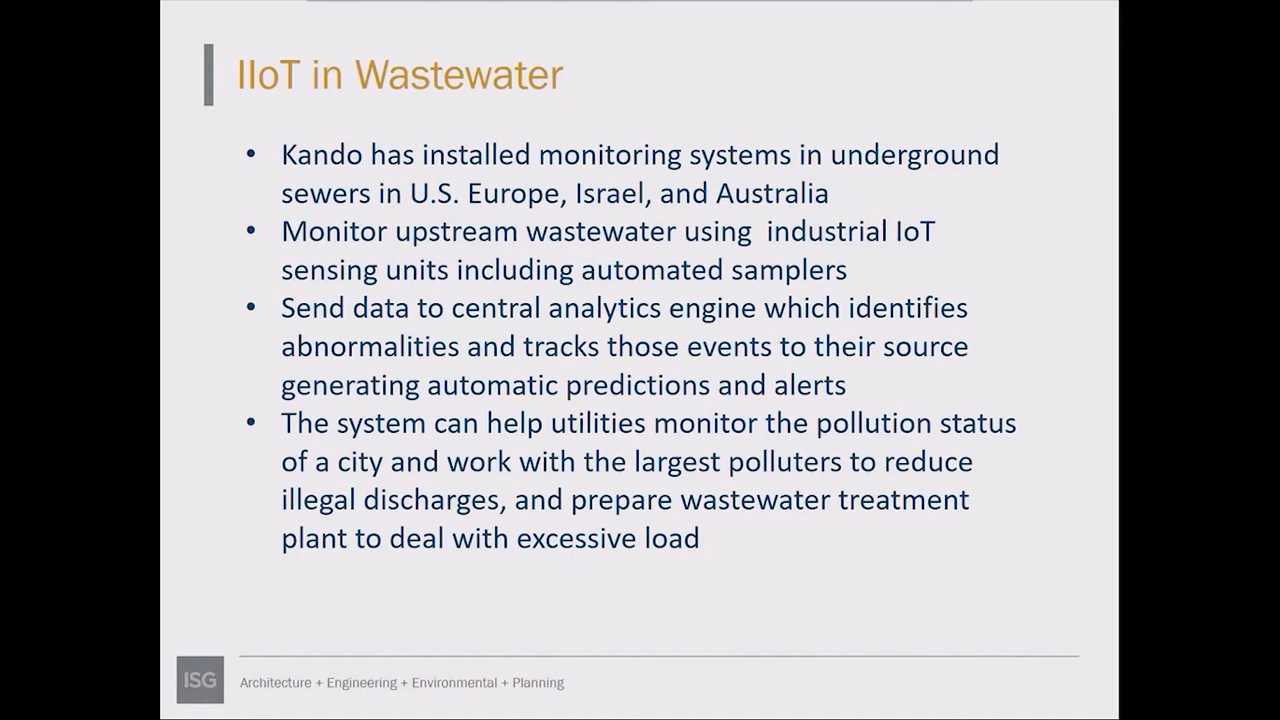 IIoT in Wastewater
• Kando has installed monitoring systems in underground
sewers in U.S. Europe, Israel, and Australia
• Monitor upstream wastewater using  industrial IoT
sensing units including automated samplers
• Send data to central analytics engine which identifies
abnormalities and tracks those events to their source
generating automatic predictions and alerts
• The system can help utilities monitor the pollution status
of a city and work with the largest polluters to reduce
illegal discharges, and prepare wastewater treatment
plant to deal with excessive load
ISG
Architecture + Engineering + Environmental + Planning